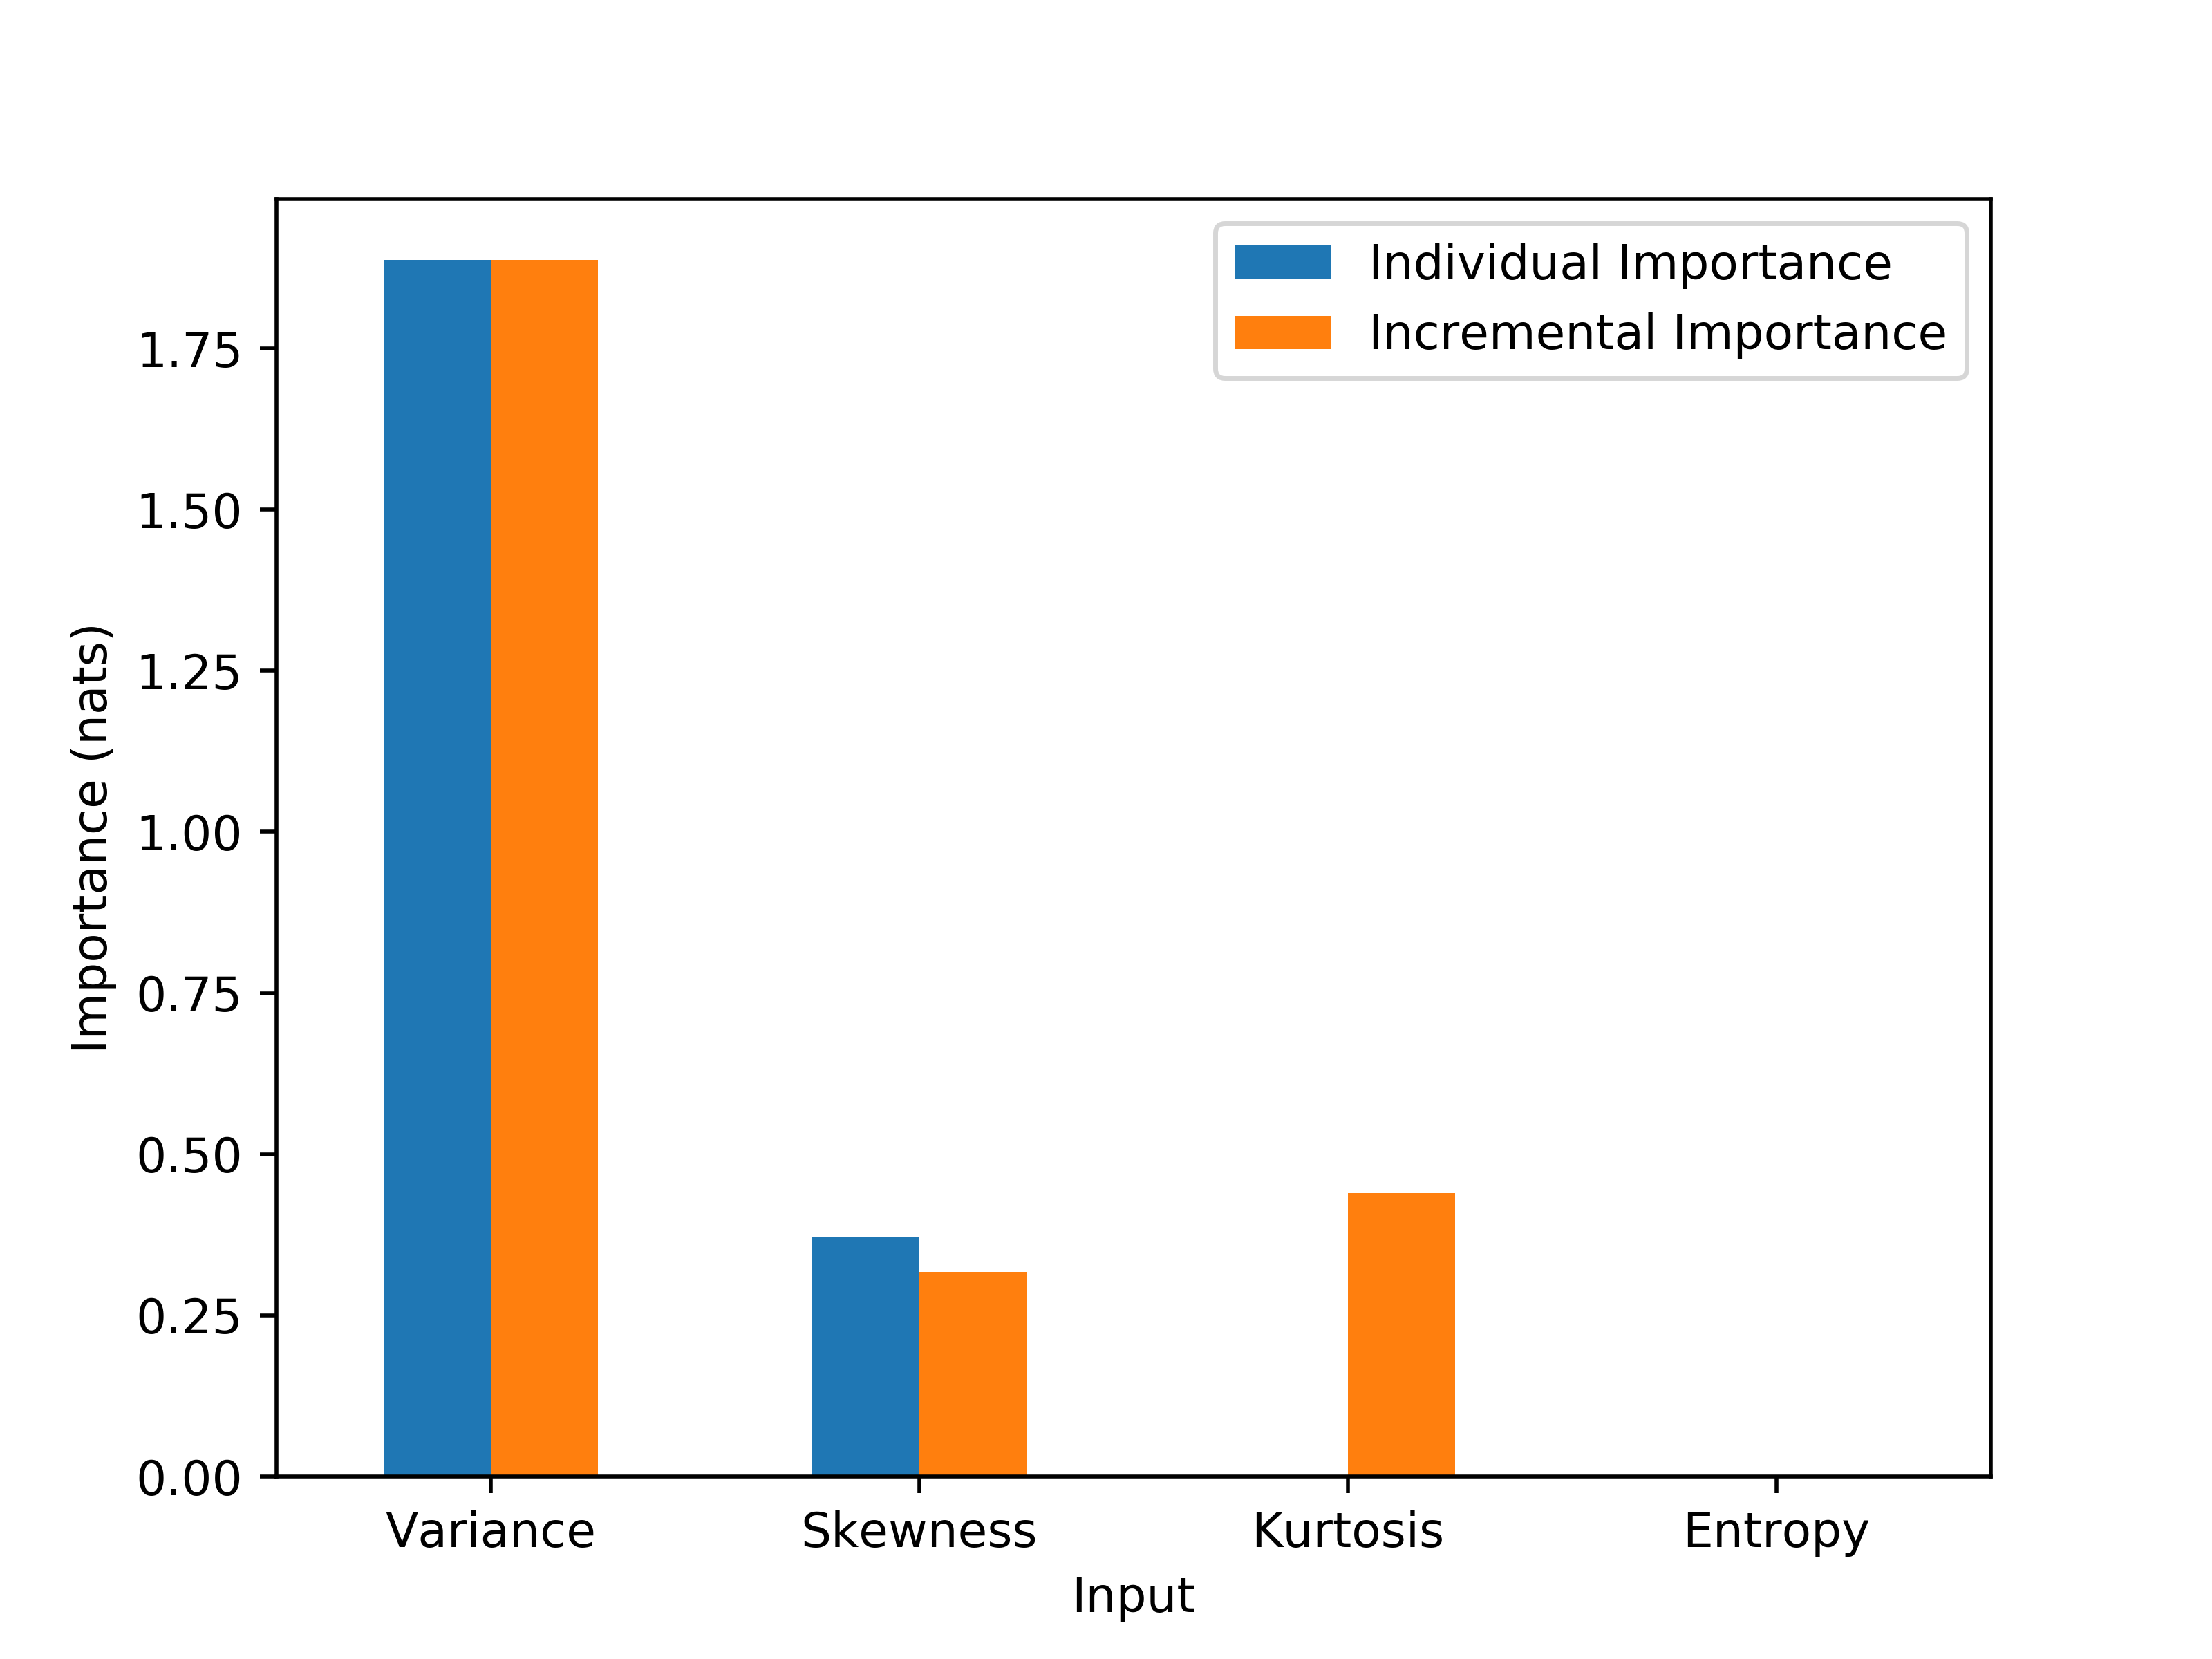 Individual Importance
Incremental Importance
1.75
1.50
1.25
1.00
0.75
0.50
0.25
0.00
Importance (nats)
Variance Skewness Kurtosis Entropy
Input